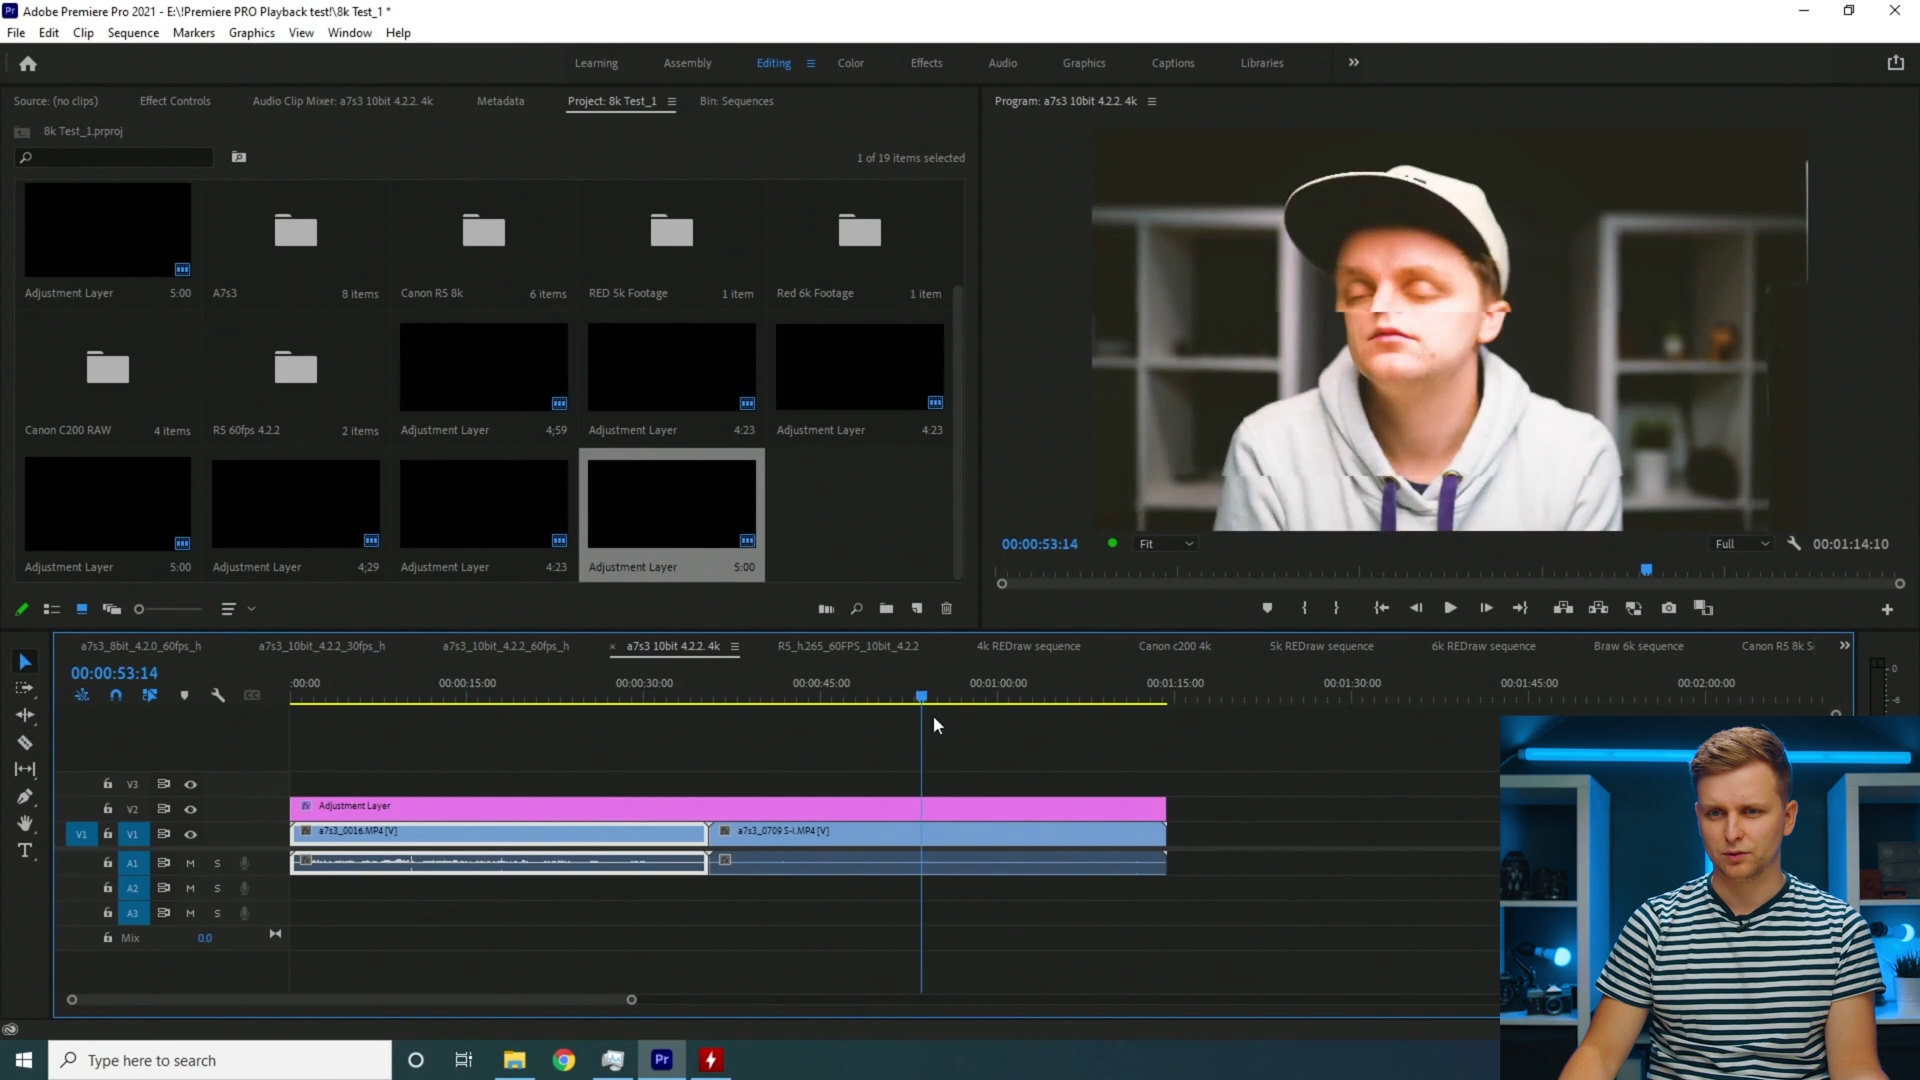 Adobe Premiere Pro 2021 - E:\!Premiere PRO Playback test!\8k Test_1 *
File Edit Clip Sequence Markers Graphics View Window Help
Learning Assembly Editing Color Effects Audio Graphics Captions Libraries
Source: (no clips) Effect Controls Audio Clip Mixer: a7s3 10bit 4.2.2. 4k Metadata Project: 8k Test_1 Bin: Sequences
Program: a7s3 10bit 4.2.2. 4k
8k Test_1.prproj
1 of 19 items selected
Adjustment Layer 5:00 A7s3 8 items Canon R5 8k 6 items RED 5k Footage 1 item Red 6k Footage 1 item
Canon C200 RAW 4 items R5 60fps 4.2.2 2 items Adjustment Layer 4;59 Adjustment Layer 4:23 Adjustment Layer 4:23
Adjustment Layer 5:00 Adjustment Layer 4;29 Adjustment Layer 4:23 Adjustment Layer 5:00
00:00:53:14 Fit Full 00:01:14:10
a7s3_8bit_4.2.0_60fps_h a7s3_10bit_4.2.2_30fps_h a7s3_10bit_4.2.2_60fps_h × a7s3 10bit 4.2.2. 4k R5_h.265_60FPS_10bit_4.2.2 4k REDraw sequence Canon c200 4k 5k REDraw sequence 6k REDraw sequence Braw 6k sequence Canon R5 8k S
00:00:53:14
:00:00 00:00:15:00 00:00:30:00 00:00:45:00 00:01:00:00 00:01:15:00 00:01:30:00 00:01:45:00 00:02:00:00
0
-6
CC
V3
V2 fx Adjustment Layer
V1 V1 fx a7s3_0016.MP4 [V] fx a7s3_0709 S-I.MP4 [V]
A1 M S
A2 M S
A3 M S
Mix 0.0
T
Type here to search
Pr